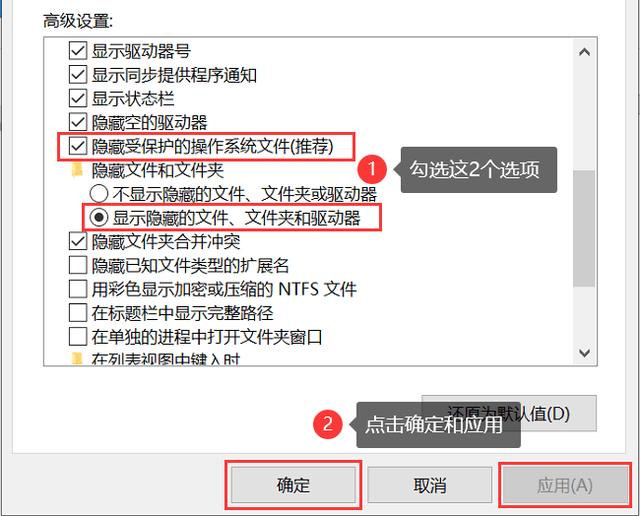 高级设置:
显示驱动器号
显示同步提供程序通知
显示状态栏
隐藏空的驱动器
隐藏受保护的操作系统文件(推荐)
隐藏文件和文件夹
1 勾选这2个选项
不显示隐藏的文件、文件夹或驱动器
显示隐藏的文件、文件夹和驱动器
隐藏文件夹合并冲突
隐藏已知文件类型的扩展名
用彩色显示加密或压缩的 NTFS 文件
在标题栏中显示完整路径
在单独的进程中打开文件夹窗口
在列表视图中键入时
还原为默认值(D)
2 点击确定和应用
确定
取消
应用(A)